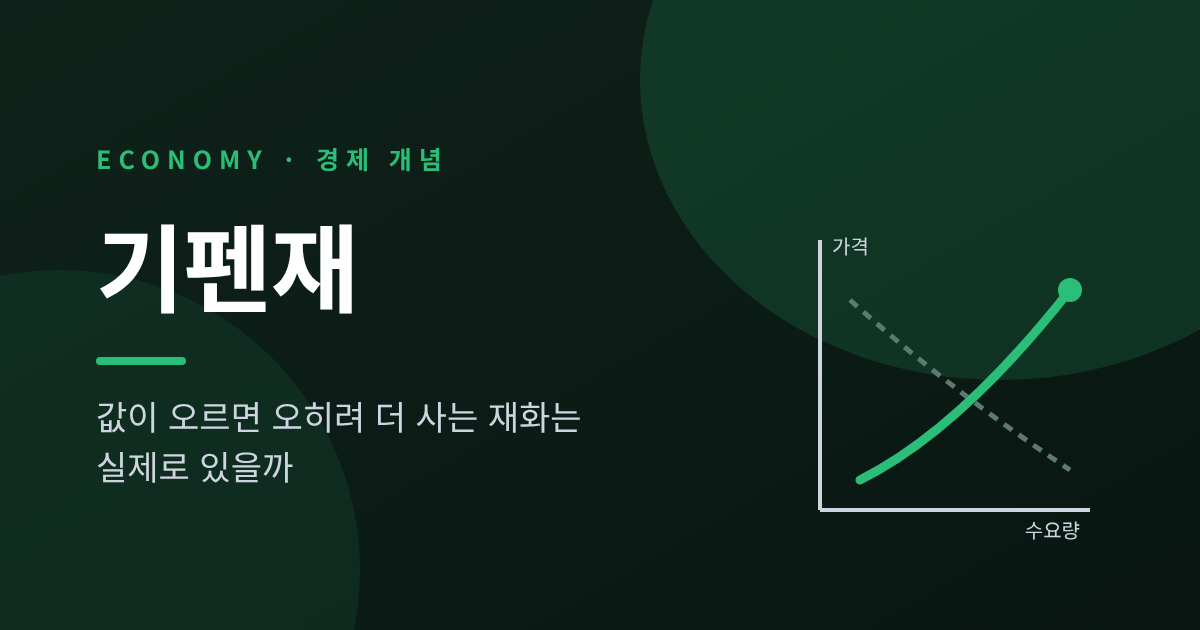 ECONOMY · 경제 개념
기펜재
값이 오르면 오히려 더 사는 재화는
실제로 있을까
가격
수요량